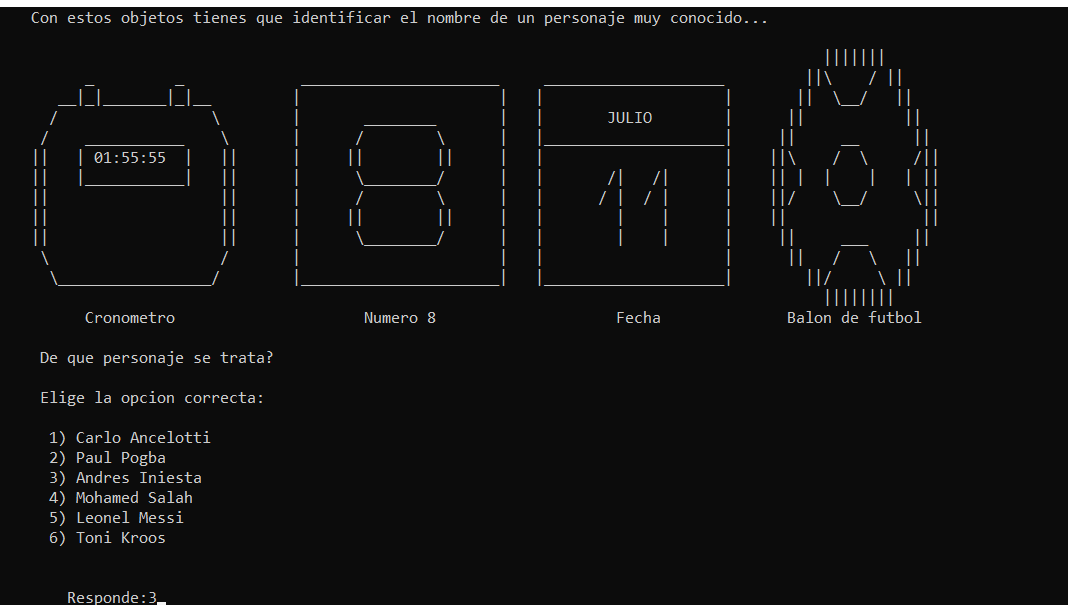 Con estos objetos tienes que identificar el nombre de un personaje muy conocido...
JULIO
01:55:55
8
11
Cronometro Numero 8 Fecha Balon de futbol
De que personaje se trata?
Elige la opcion correcta:
1) Carlo Ancelotti
2) Paul Pogba
3) Andres Iniesta
4) Mohamed Salah
5) Leonel Messi
6) Toni Kroos
Responde:3